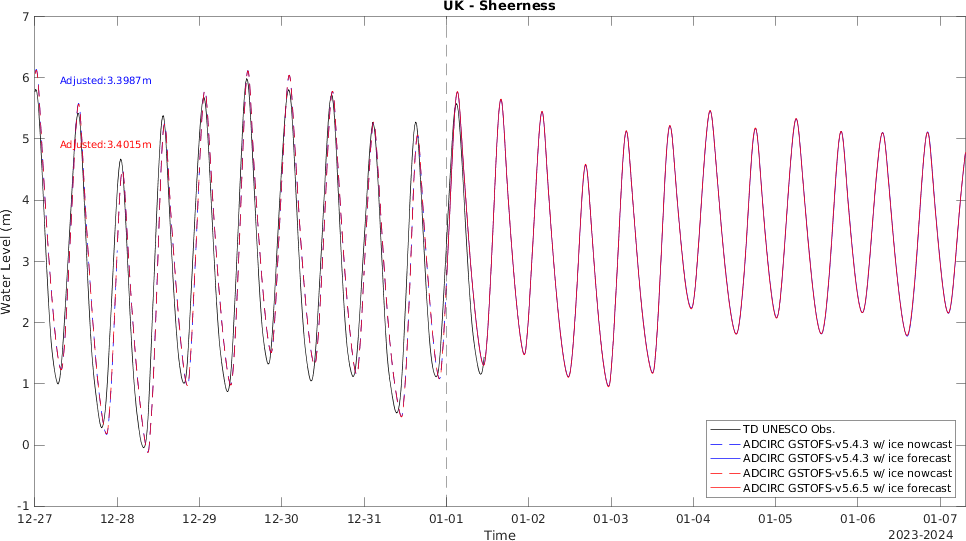 UK - Sheerness
7
6
5
4
3
2
1
0
-1
Water Level (m)
Adjusted:3.3987m
Adjusted:3.4015m
TD UNESCO Obs.
ADCIRC GSTOFS-v5.4.3 w/ ice nowcast
ADCIRC GSTOFS-v5.4.3 w/ ice forecast
ADCIRC GSTOFS-v5.6.5 w/ ice nowcast
ADCIRC GSTOFS-v5.6.5 w/ ice forecast
12-27 12-28 12-29 12-30 12-31 01-01 01-02 01-03 01-04 01-05 01-06 01-07
Time
2023-2024